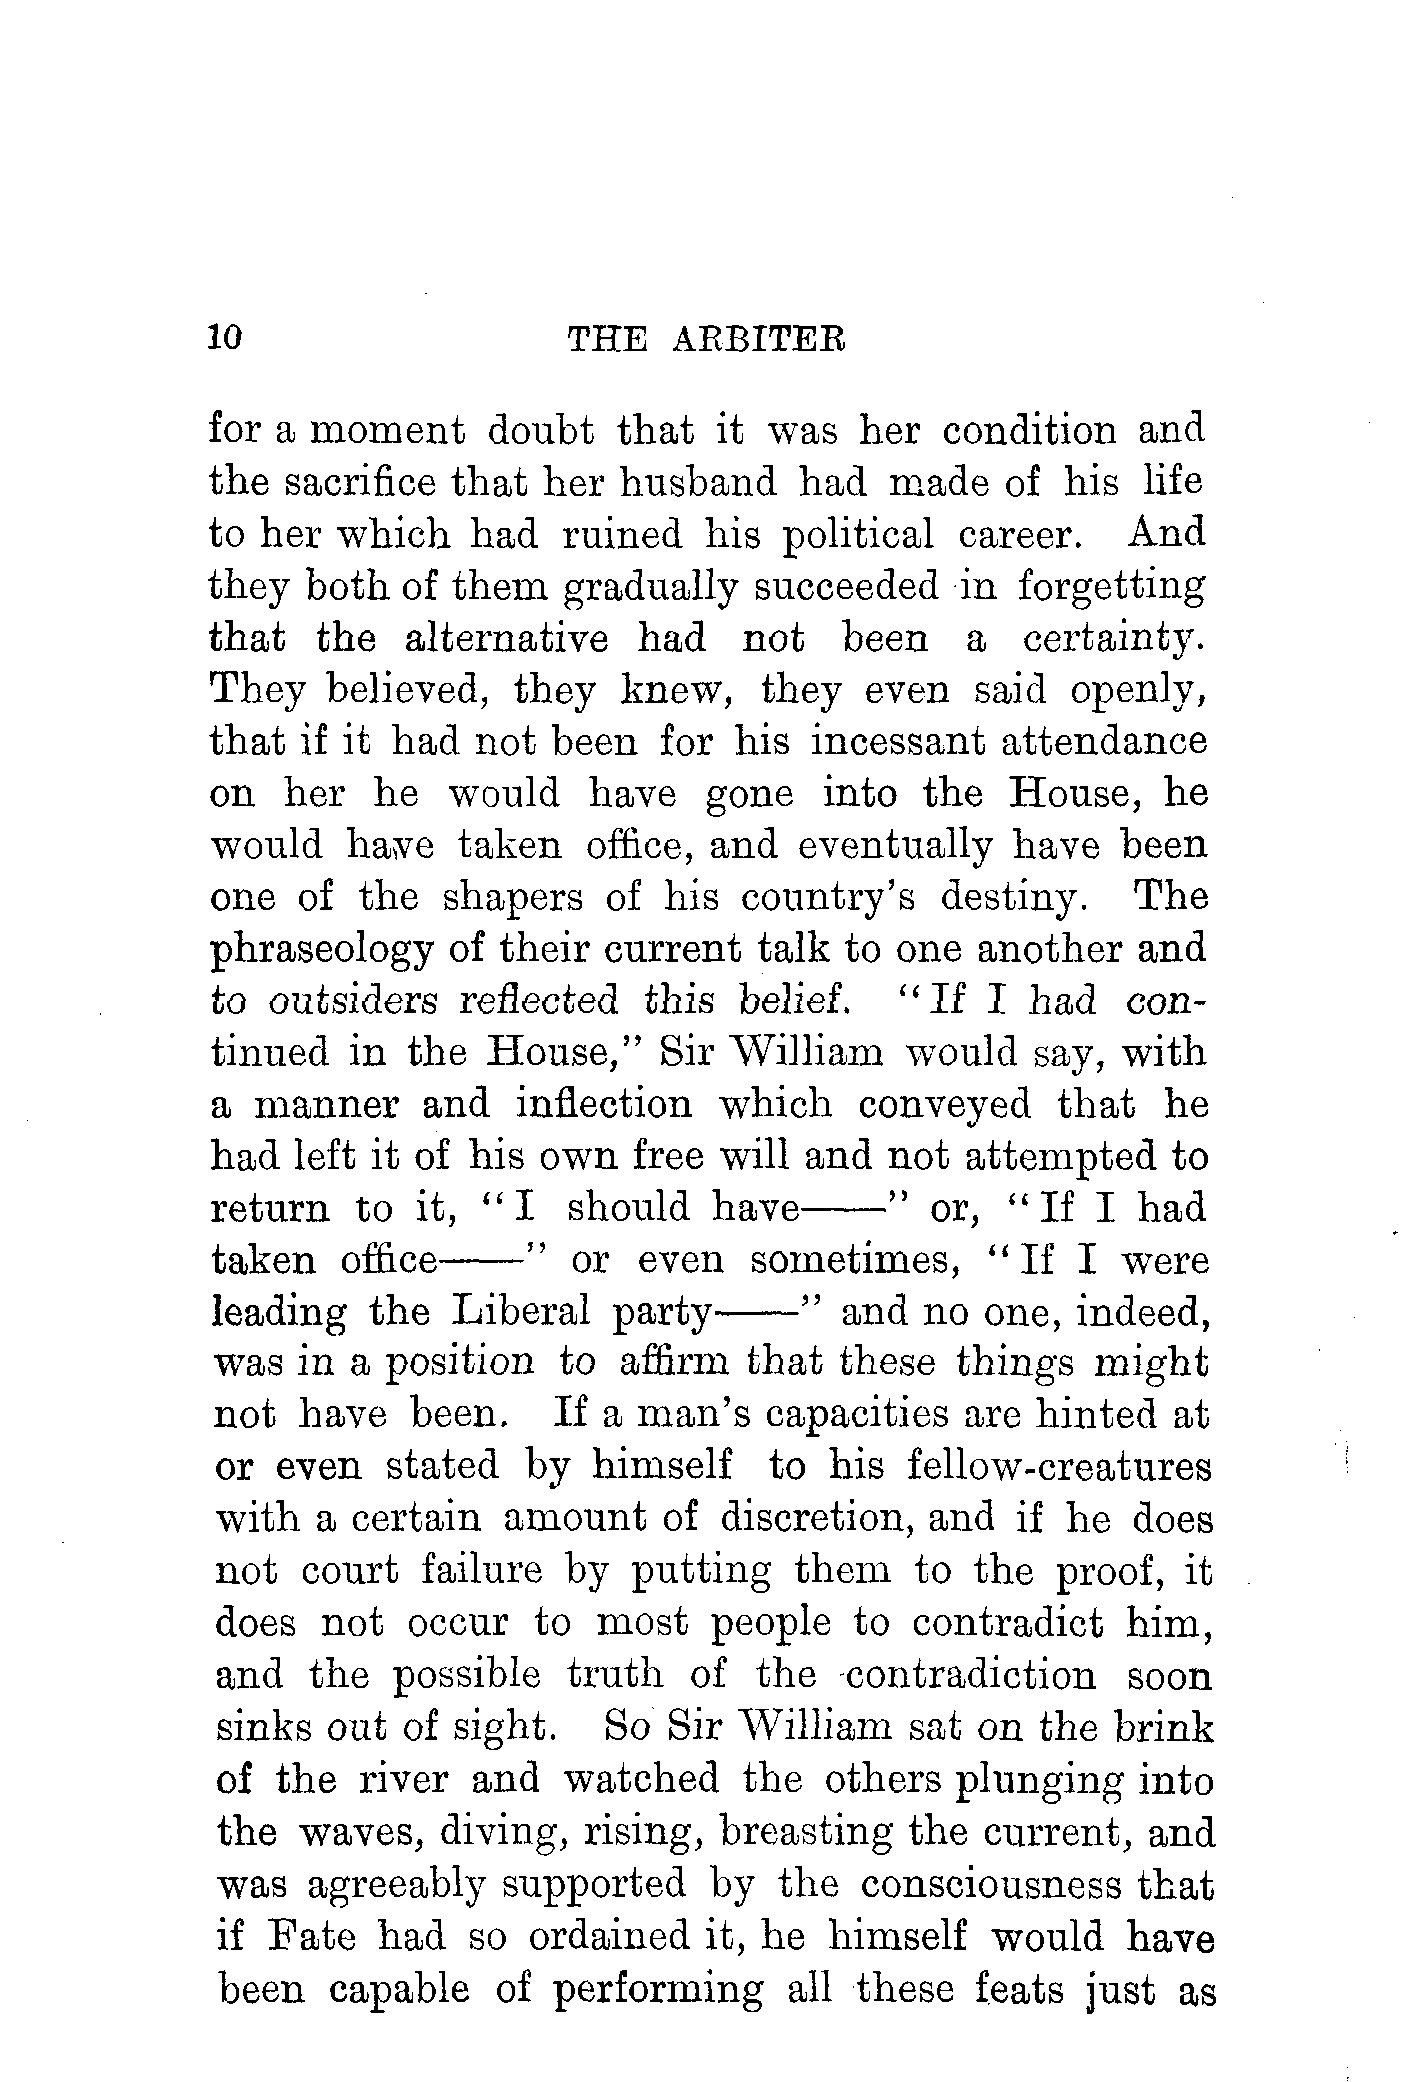 10 THE ARBITER
for a moment doubt that it was her condition and
the sacrifice that her husband had made of his life
to her which had ruined his political career. And
they both of them gradually succeeded in forgetting
that the alternative had not been a certainty.
They believed, they knew, they even said openly,
that if it had not been for his incessant attendance
on her he would have gone into the House, he
would have taken office, and eventually have been
one of the shapers of his country's destiny. The
phraseology of their current talk to one another and
to outsiders reflected this belief. "If I had con-
tinued in the House," Sir William would say, with
a manner and inflection which conveyed that he
had left it of his own free will and not attempted to
return to it, "I should have——" or, "If I had
taken office——" or even sometimes, "If I were
leading the Liberal party——" and no one, indeed,
was in a position to affirm that these things might
not have been. If a man's capacities are hinted at
or even stated by himself to his fellow-creatures
with a certain amount of discretion, and if he does
not court failure by putting them to the proof, it
does not occur to most people to contradict him,
and the possible truth of the contradiction soon
sinks out of sight. So Sir William sat on the brink
of the river and watched the others plunging into
the waves, diving, rising, breasting the current, and
was agreeably supported by the consciousness that
if Fate had so ordained it, he himself would have
been capable of performing all these feats just as